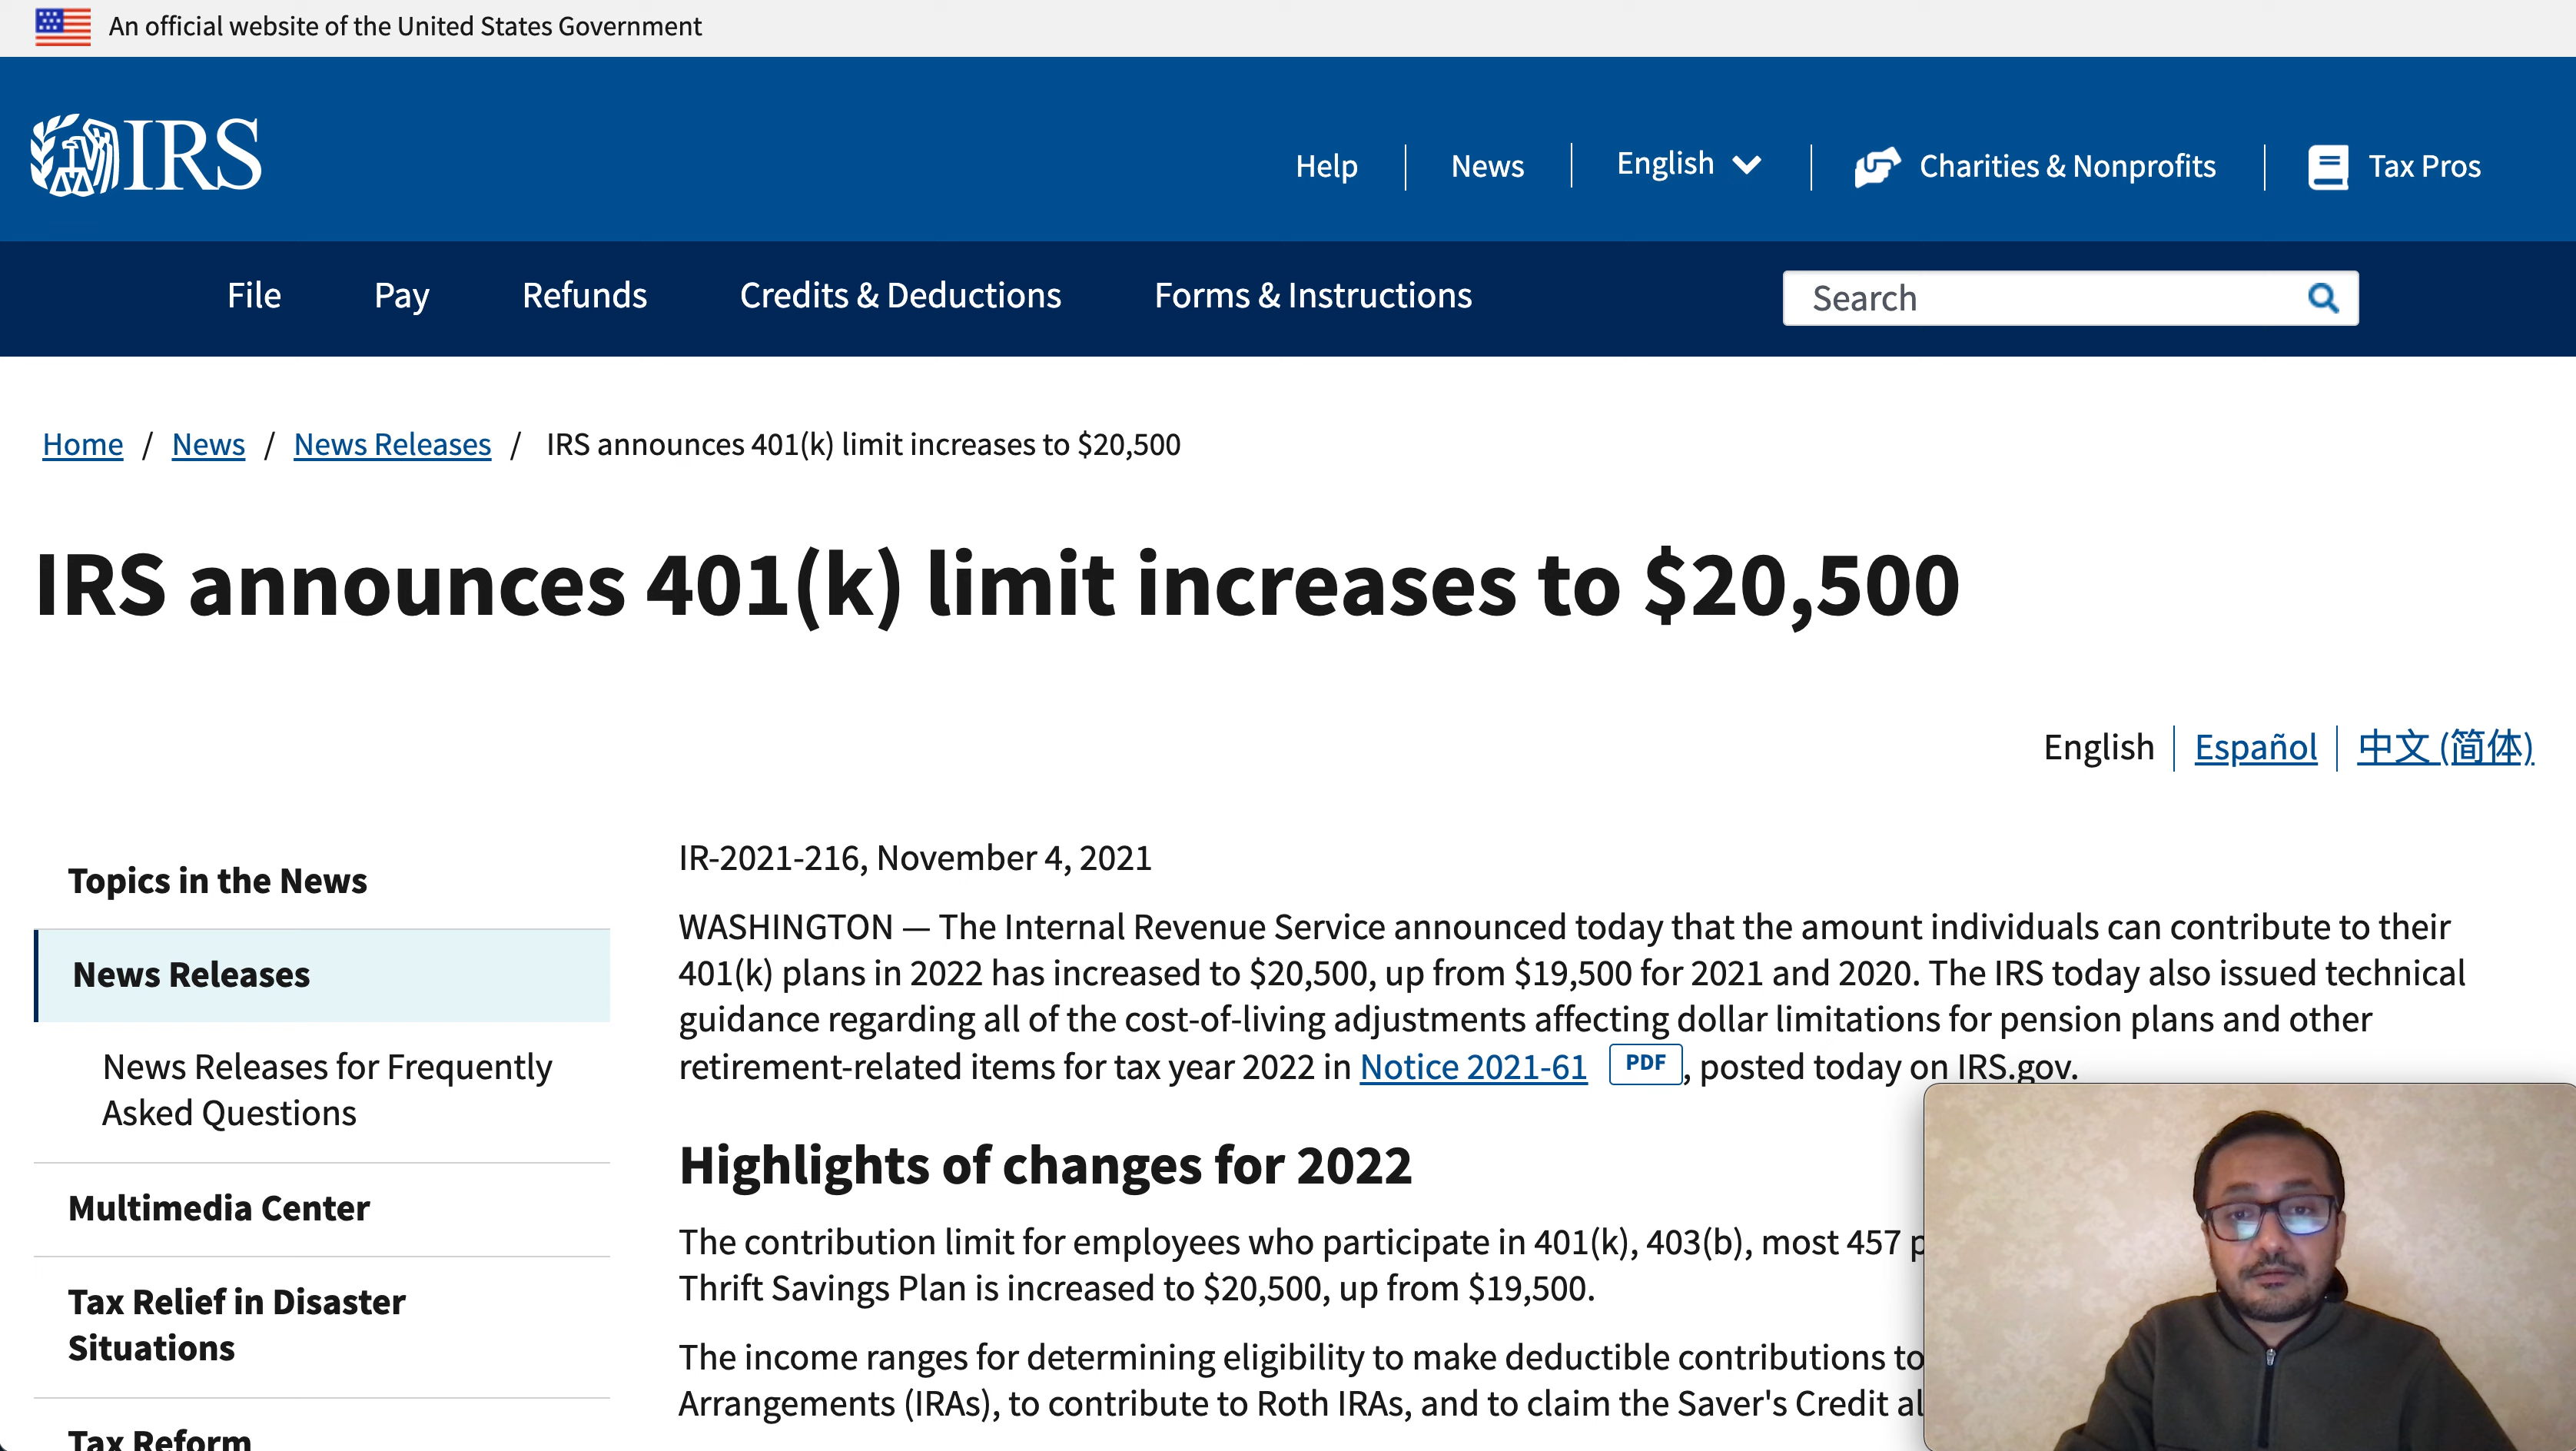 An official website of the United States Government
IRS
Help
News
English
Charities & Nonprofits
Tax Pros
File
Pay
Refunds
Credits & Deductions
Forms & Instructions
Search
Home / News / News Releases / IRS announces 401(k) limit increases to $20,500
IRS announces 401(k) limit increases to $20,500
English
Español
中文 (简体)
Topics in the News
News Releases
News Releases for Frequently
Asked Questions
Multimedia Center
Tax Relief in Disaster
Situations
Tax Reform
IR-2021-216, November 4, 2021
WASHINGTON — The Internal Revenue Service announced today that the amount individuals can contribute to their
401(k) plans in 2022 has increased to $20,500, up from $19,500 for 2021 and 2020. The IRS today also issued technical
guidance regarding all of the cost-of-living adjustments affecting dollar limitations for pension plans and other
retirement-related items for tax year 2022 in Notice 2021-61 PDF, posted today on IRS.gov.
Highlights of changes for 2022
The contribution limit for employees who participate in 401(k), 403(b), most 457 p
Thrift Savings Plan is increased to $20,500, up from $19,500.
The income ranges for determining eligibility to make deductible contributions to
Arrangements (IRAs), to contribute to Roth IRAs, and to claim the Saver's Credit al